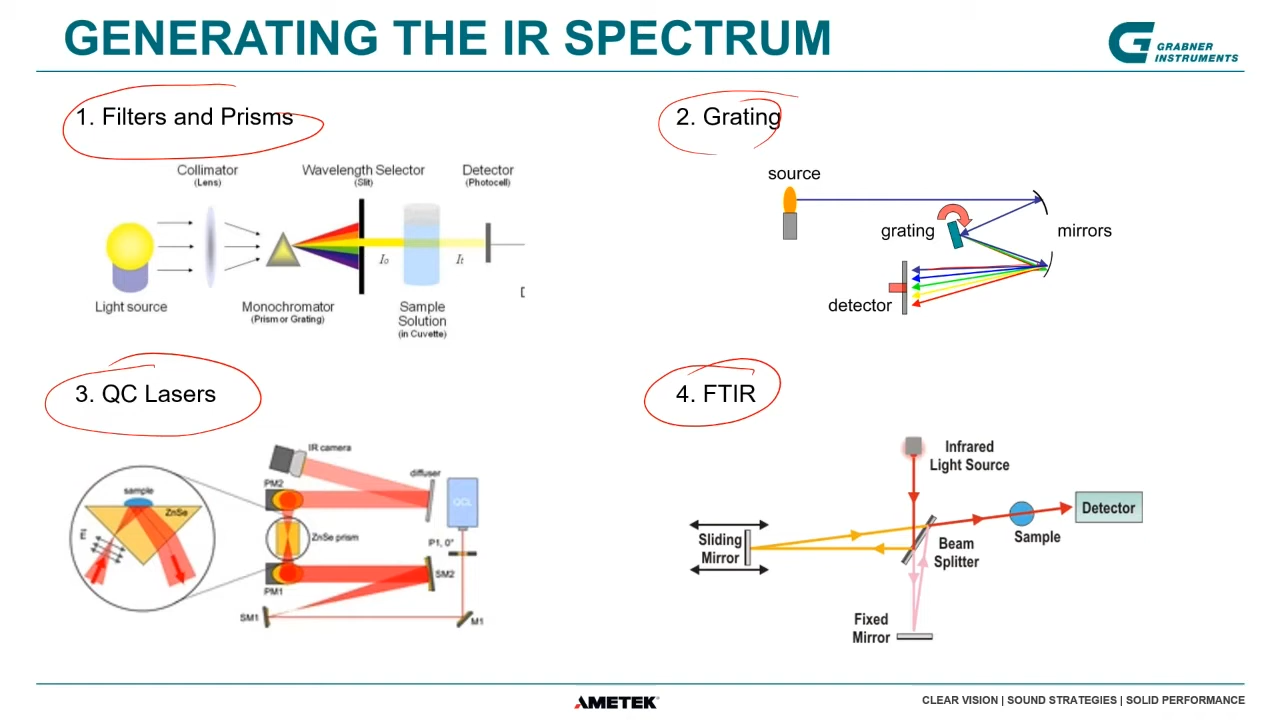 GENERATING THE IR SPECTRUM
GRABNER
INSTRUMENTS
1. Filters and Prisms
Collimator
(Lens)
Wavelength Selector
(Slit)
Detector
(Photocell)
Io
It
Light source
Monochromator
(Prism or Grating)
Sample
Solution
(in Cuvette)
2. Grating
source
grating
mirrors
detector
3. QC Lasers
sample
ZnSe
E
IR camera
diffuser
PM2
QCL
ZnSe prism
P1, 0°
SM2
PM1
SM1
M1
4. FTIR
Infrared
Light Source
Detector
Sliding
Mirror
Sample
Beam
Splitter
Fixed
Mirror
AMETEK®
CLEAR VISION | SOUND STRATEGIES | SOLID PERFORMANCE